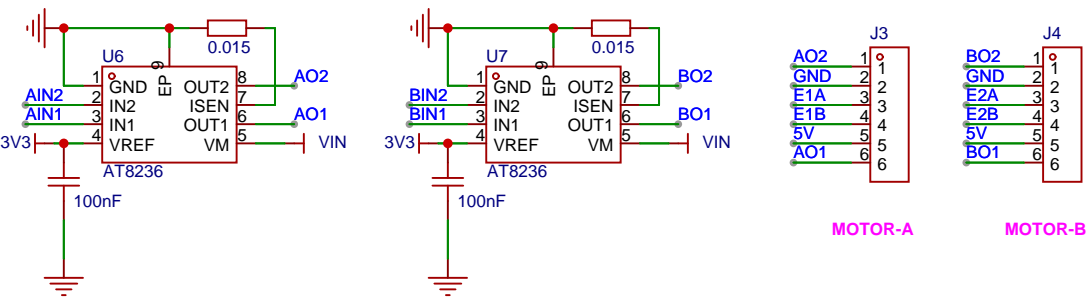 0.015
U6
1 GND EP 9 OUT2 8 AO2
AIN2 2 IN2 ISEN 7
AIN1 3 IN1 OUT1 6 AO1
3V3 4 VREF VM 5 VIN
AT8236
100nF
0.015
U7
1 GND EP 9 OUT2 8 BO2
BIN2 2 IN2 ISEN 7
BIN1 3 IN1 OUT1 6 BO1
3V3 4 VREF VM 5 VIN
AT8236
100nF
J3
AO2 1 1
GND 2 2
E1A 3 3
E1B 4 4
5V 5 5
AO1 6 6
MOTOR-A
J4
BO2 1 1
GND 2 2
E2A 3 3
E2B 4 4
5V 5 5
BO1 6 6
MOTOR-B